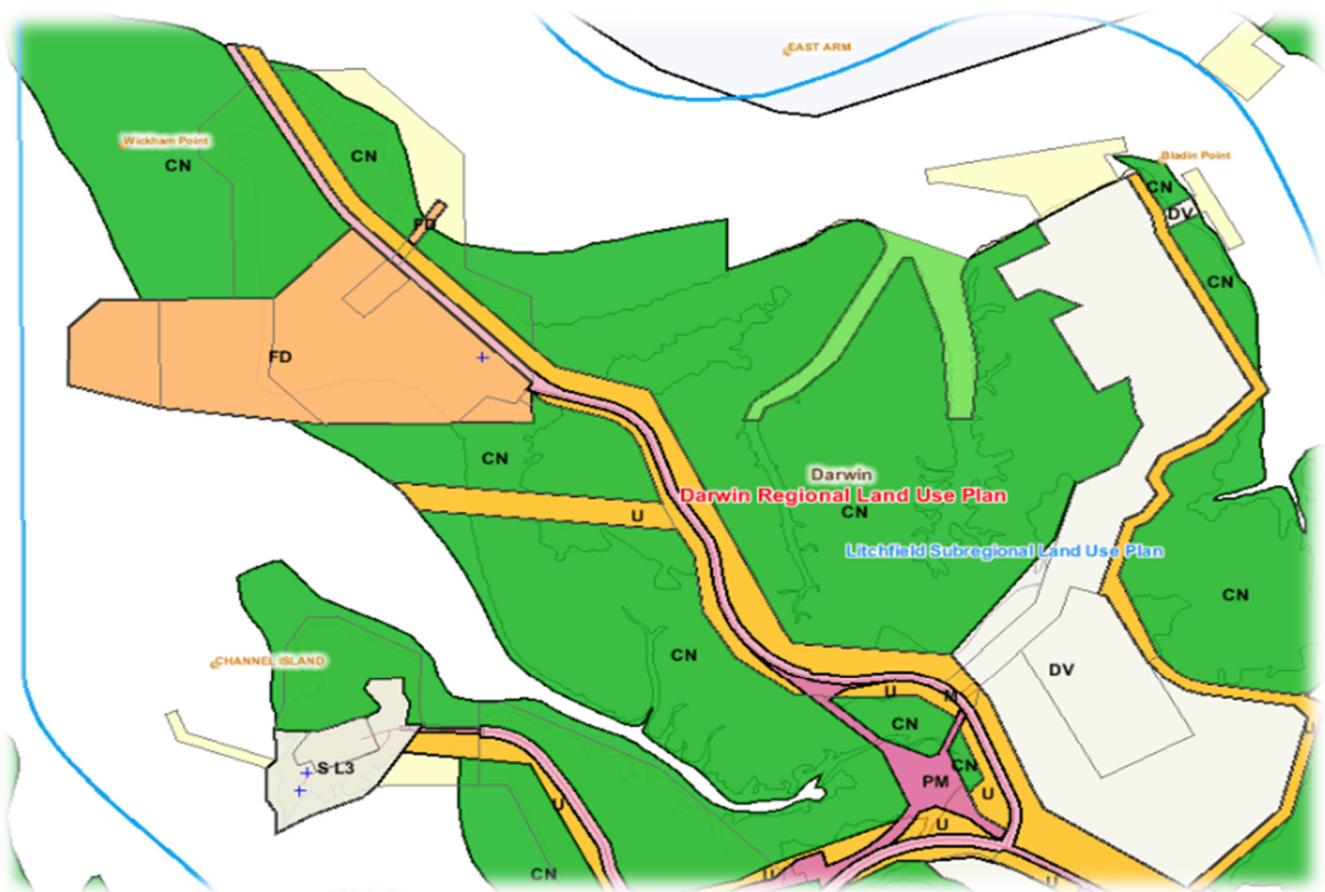 EAST ARM
Wickham Point
CN
CN
Bladin Point
CN
DV
FD
CN
FD
CN
Darwin
Darwin Regional Land Use Plan
CN
U
Litchfield Subregional Land Use Plan
CN
CN
CHANNEL ISLAND
DV
U
M
CN
U
S L3
CN
PM
U
U
U
CN
U
U